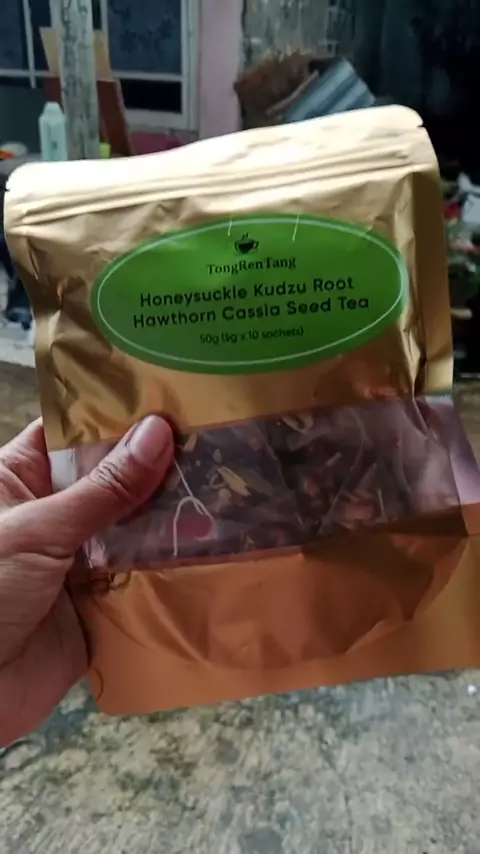 TongRenTang
Honeysuckle Kudzu Root
Hawthorn Cassia Seed Tea
50g (5g x 10 sachets)